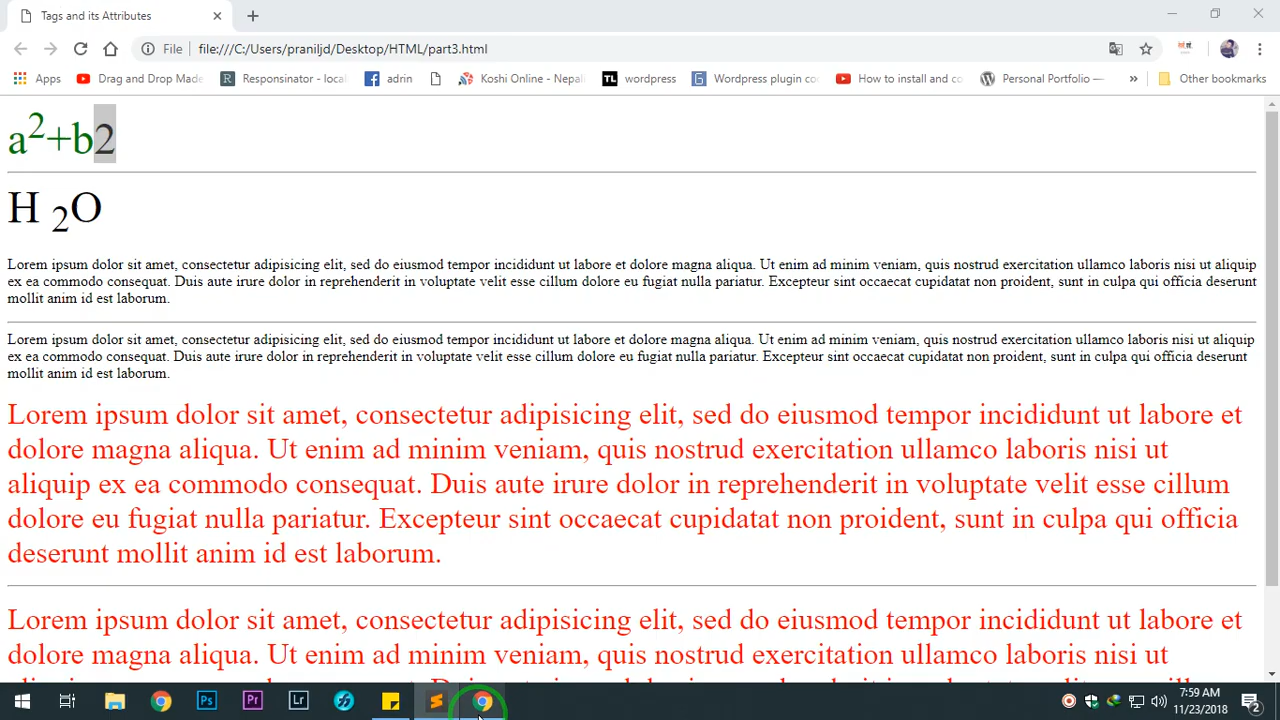 Tags and its Attributes
File
file:///C:/Users/praniljd/Desktop/HTML/part3.html
Apps
Drag and Drop Made
R
Responsinator - loca
adrin
Koshi Online - Nepali
TL
wordpress
Wordpress plugin co
How to install and co
Personal Portfolio —
»
Other bookmarks
a²+b2
H ₂O
Lorem ipsum dolor sit amet, consectetur adipisicing elit, sed do eiusmod tempor incididunt ut labore et dolore magna aliqua. Ut enim ad minim veniam, quis nostrud exercitation ullamco laboris nisi ut aliquip
ex ea commodo consequat. Duis aute irure dolor in reprehenderit in voluptate velit esse cillum dolore eu fugiat nulla pariatur. Excepteur sint occaecat cupidatat non proident, sunt in culpa qui officia deserunt
mollit anim id est laborum.
Lorem ipsum dolor sit amet, consectetur adipisicing elit, sed do eiusmod tempor incididunt ut labore et dolore magna aliqua. Ut enim ad minim veniam, quis nostrud exercitation ullamco laboris nisi ut aliquip
ex ea commodo consequat. Duis aute irure dolor in reprehenderit in voluptate velit esse cillum dolore eu fugiat nulla pariatur. Excepteur sint occaecat cupidatat non proident, sunt in culpa qui officia deserunt
mollit anim id est laborum.
Lorem ipsum dolor sit amet, consectetur adipisicing elit, sed do eiusmod tempor incididunt ut labore et
dolore magna aliqua. Ut enim ad minim veniam, quis nostrud exercitation ullamco laboris nisi ut
aliquip ex ea commodo consequat. Duis aute irure dolor in reprehenderit in voluptate velit esse cillum
dolore eu fugiat nulla pariatur. Excepteur sint occaecat cupidatat non proident, sunt in culpa qui officia
deserunt mollit anim id est laborum.
Lorem ipsum dolor sit amet, consectetur adipisicing elit, sed do eiusmod tempor incididunt ut labore et
dolore magna aliqua. Ut enim ad minim veniam, quis nostrud exercitation ullamco laboris nisi ut
Ps
Pr
Lr
7:59 AM
11/23/2018
2